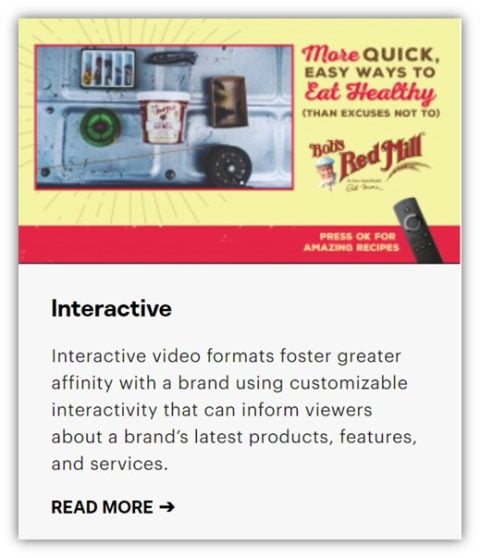 More QUICK,
EASY WAYS TO
Eat Healthy
(THAN EXCUSES NOT TO)
Bob's
Red Mill
PRESS OK FOR
AMAZING RECIPES
Interactive
Interactive video formats foster greater
affinity with a brand using customizable
interactivity that can inform viewers
about a brand’s latest products, features,
and services.
READ MORE ➔